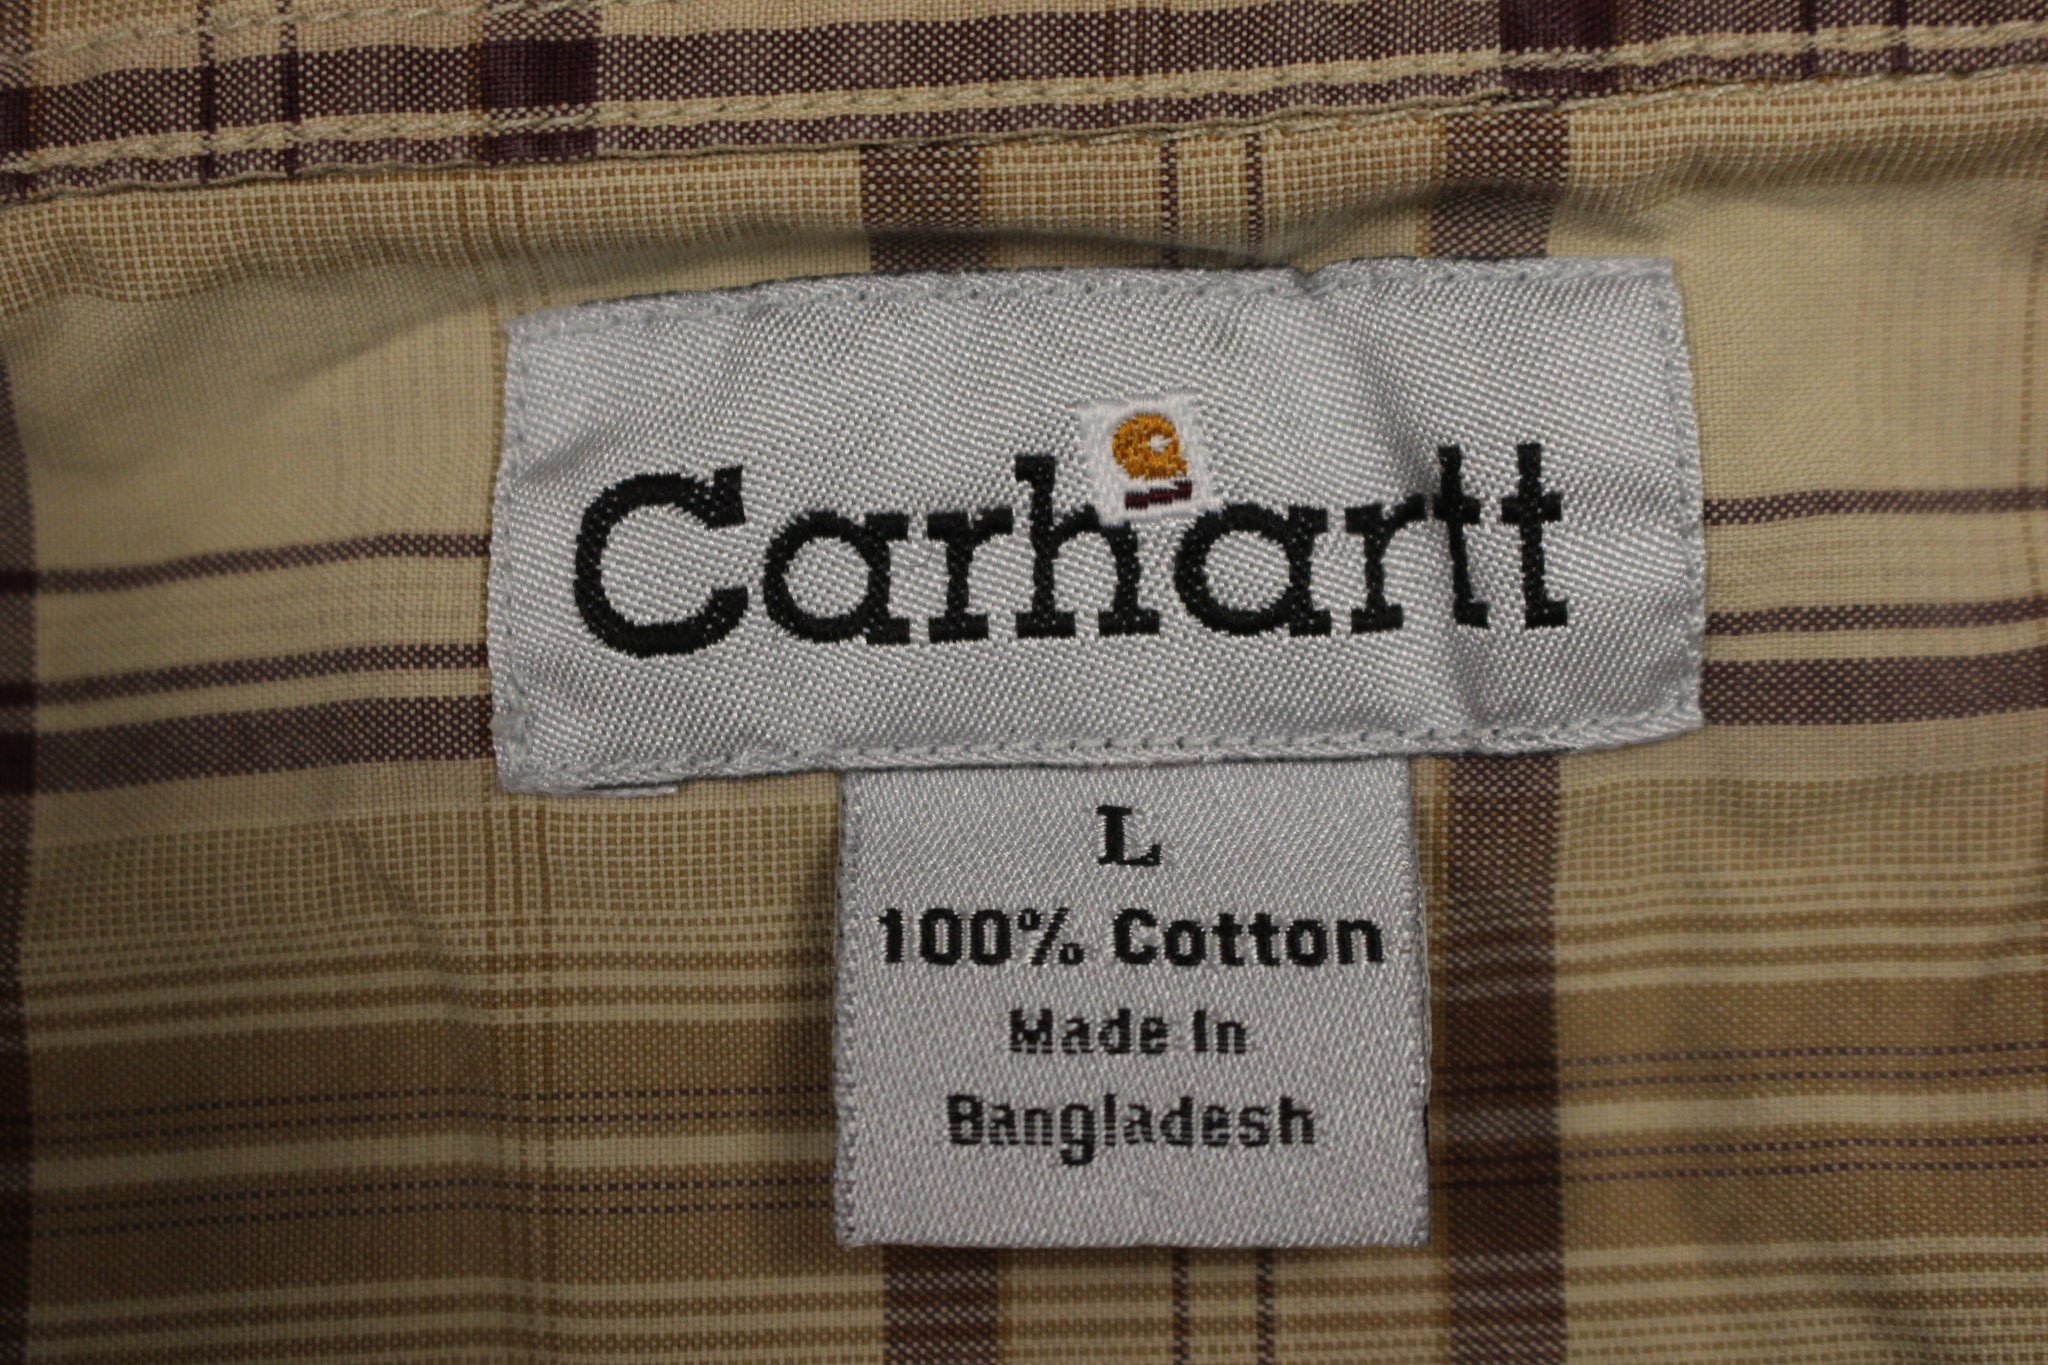 Carhartt
L
100% Cotton
Made In
Bangladesh